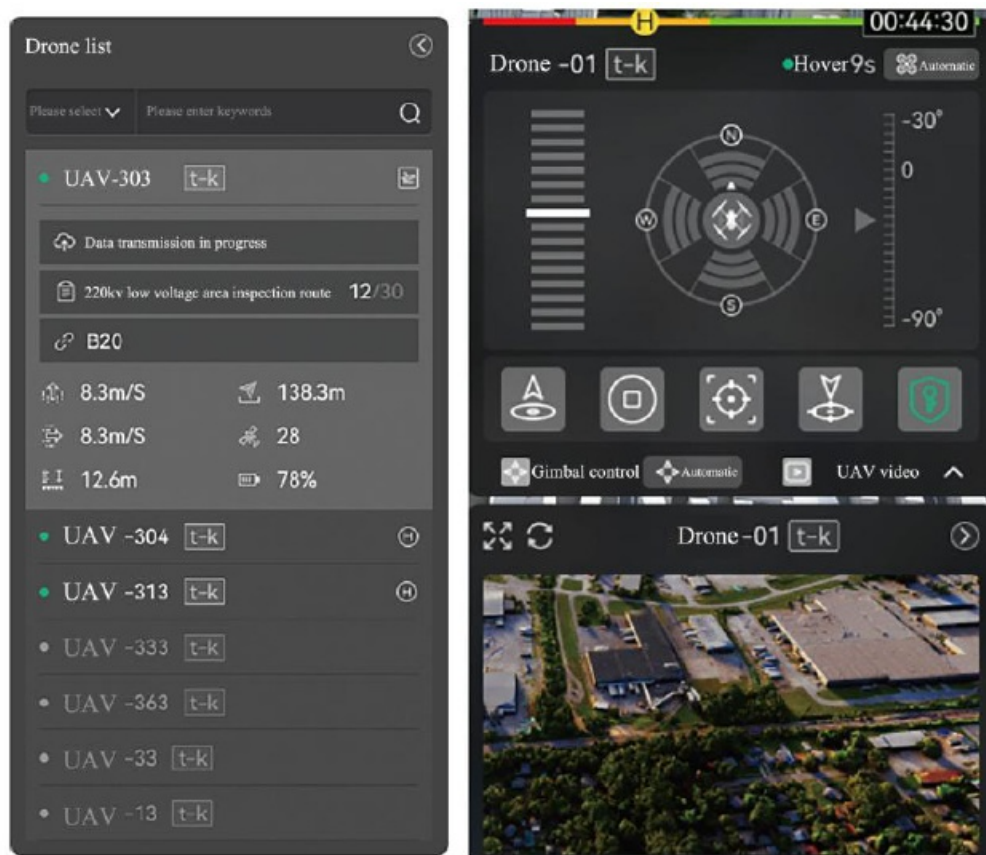 Drone list
Please select Please enter keywords
UAV-303 t-k
Data transmission in progress
220kv low voltage area inspection route 12/30
B20
8.3m/S 138.3m
8.3m/S 28
12.6m 78%
UAV -304 t-k H
UAV -313 t-k H
UAV -333 t-k
UAV -363 t-k
UAV -33 t-k
UAV -13 t-k
H 00:44:30
Drone -01 t-k Hover9s Automatic
-30°
N
0
W E
S
-90°
Gimbal control Automatic UAV video
Drone-01 t-k